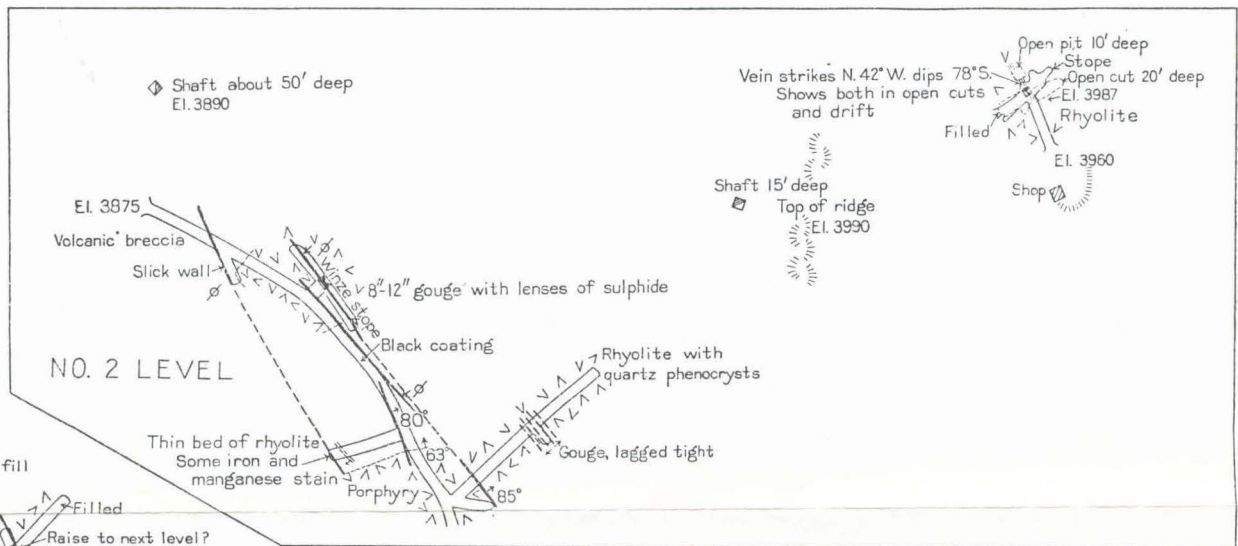 Shaft about 50' deep
El. 3890
Open pit 10' deep
Stope
Open cut 20' deep
El. 3987
Rhyolite
Vein strikes N. 42° W. dips 78° S.
Shows both in open cuts
and drift
Filled
El. 3960
Shop
Shaft 15' deep
Top of ridge
El. 3990
El. 3875
Volcanic breccia
Slick wall
Winze stope
8"-12" gouge with lenses of sulphide
Black coating
NO. 2 LEVEL
Rhyolite with
quartz phenocrysts
80°
Thin bed of rhyolite
Some iron and
manganese stain
63°
Gouge, lagged tight
Porphyry
85°
fill
Filled
Raise to next level?